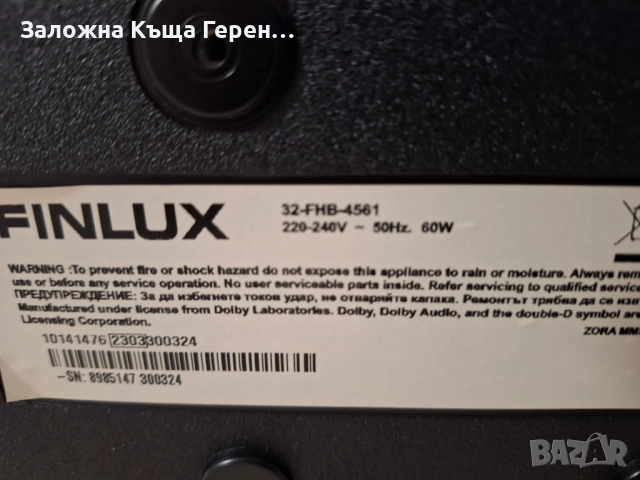 Заложна Къща Герен...
FINLUX
32-FHB-4561
220-240V ~ 50Hz. 60W
WARNING :To prevent fire or shock hazard do not expose this appliance to rain or moisture. Always
use or before any service operation. No user serviceable parts inside. Refer servicing to qualified service
ПРЕДУПРЕЖДЕНИЕ: За да избегнете токов удар, не отваряйте капака. Ремонтът трябва да се
Manufactured under license from Dolby Laboratories. Dolby, Dolby Audio, and the double-D symbol are
Licensing Corporation.
ZORA
10141476 2303300324
-SN: 8985147 300324
BAZAR